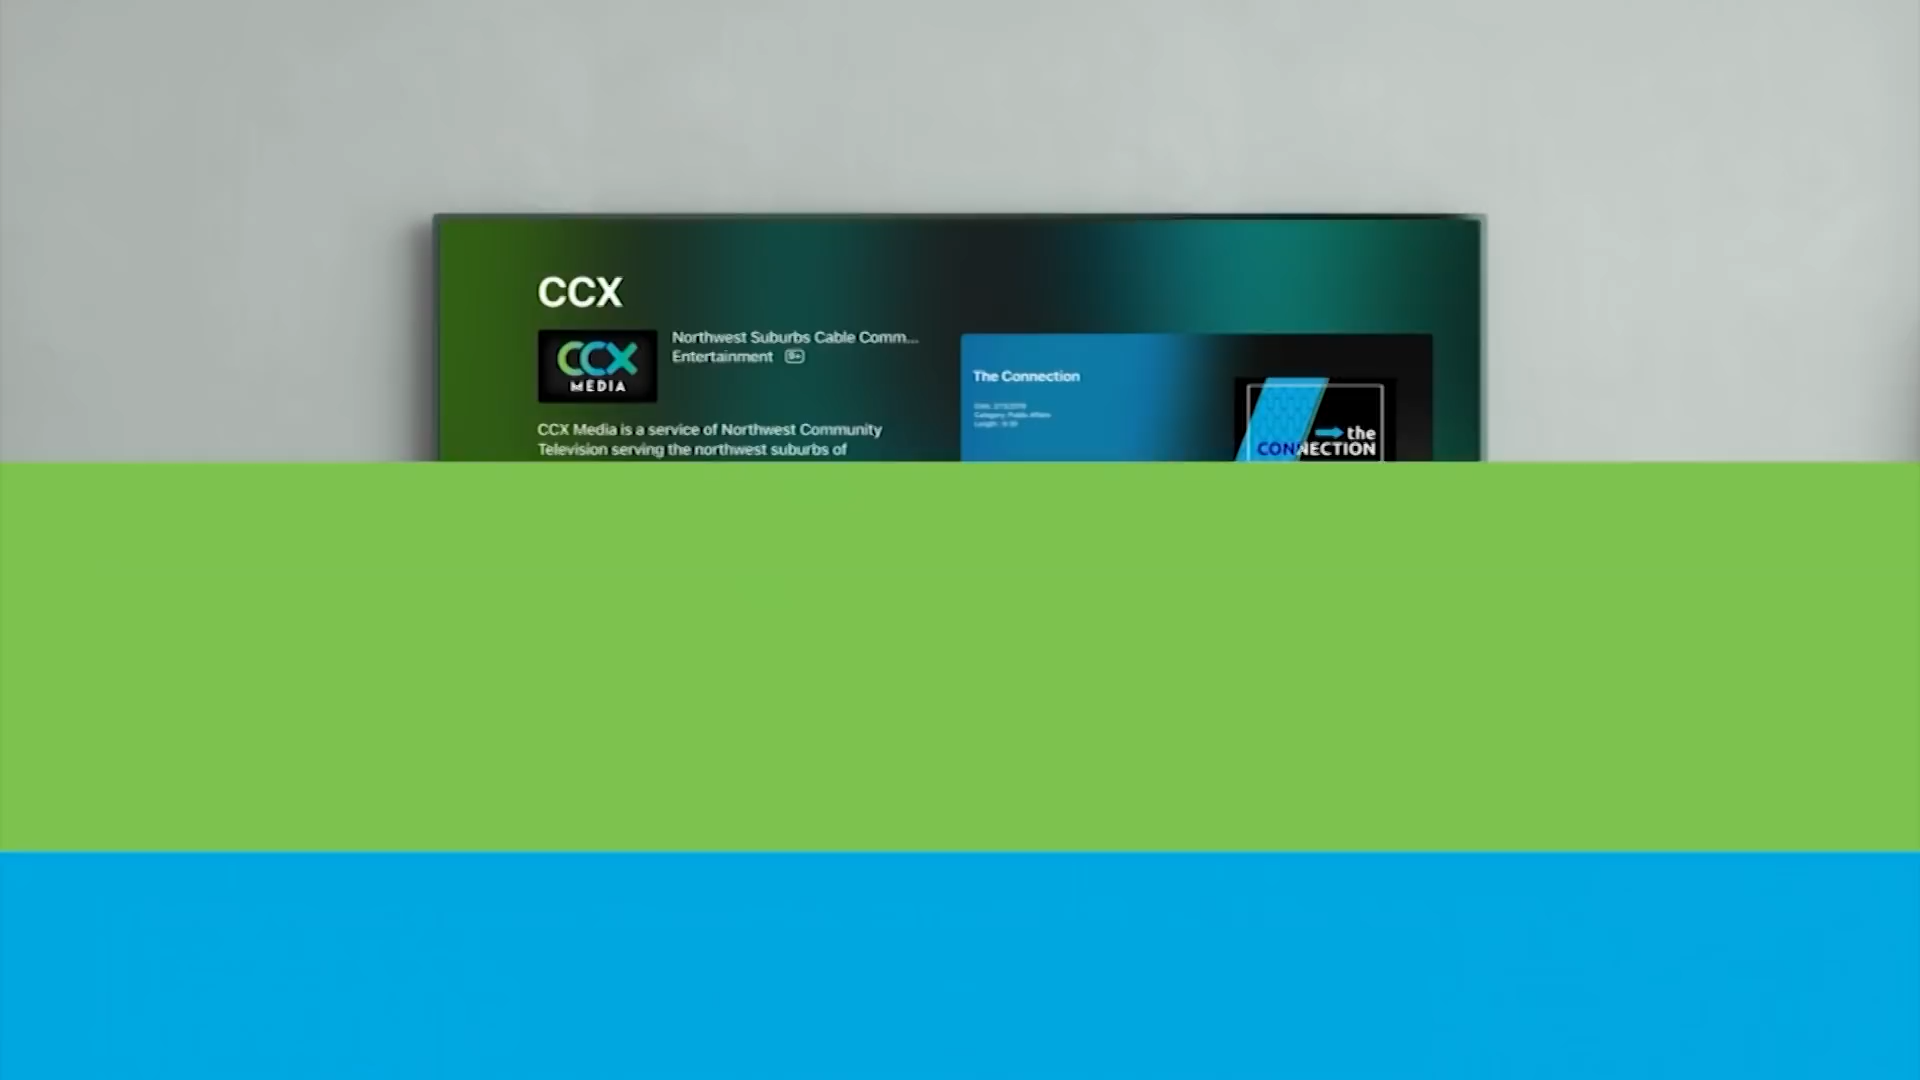 CCX
CCX
MEDIA
Northwest Suburbs Cable Comm...
Entertainment 9+
CCX Media is a service of Northwest Community
Television serving the northwest suburbs of
The Connection
the
CONNECTION